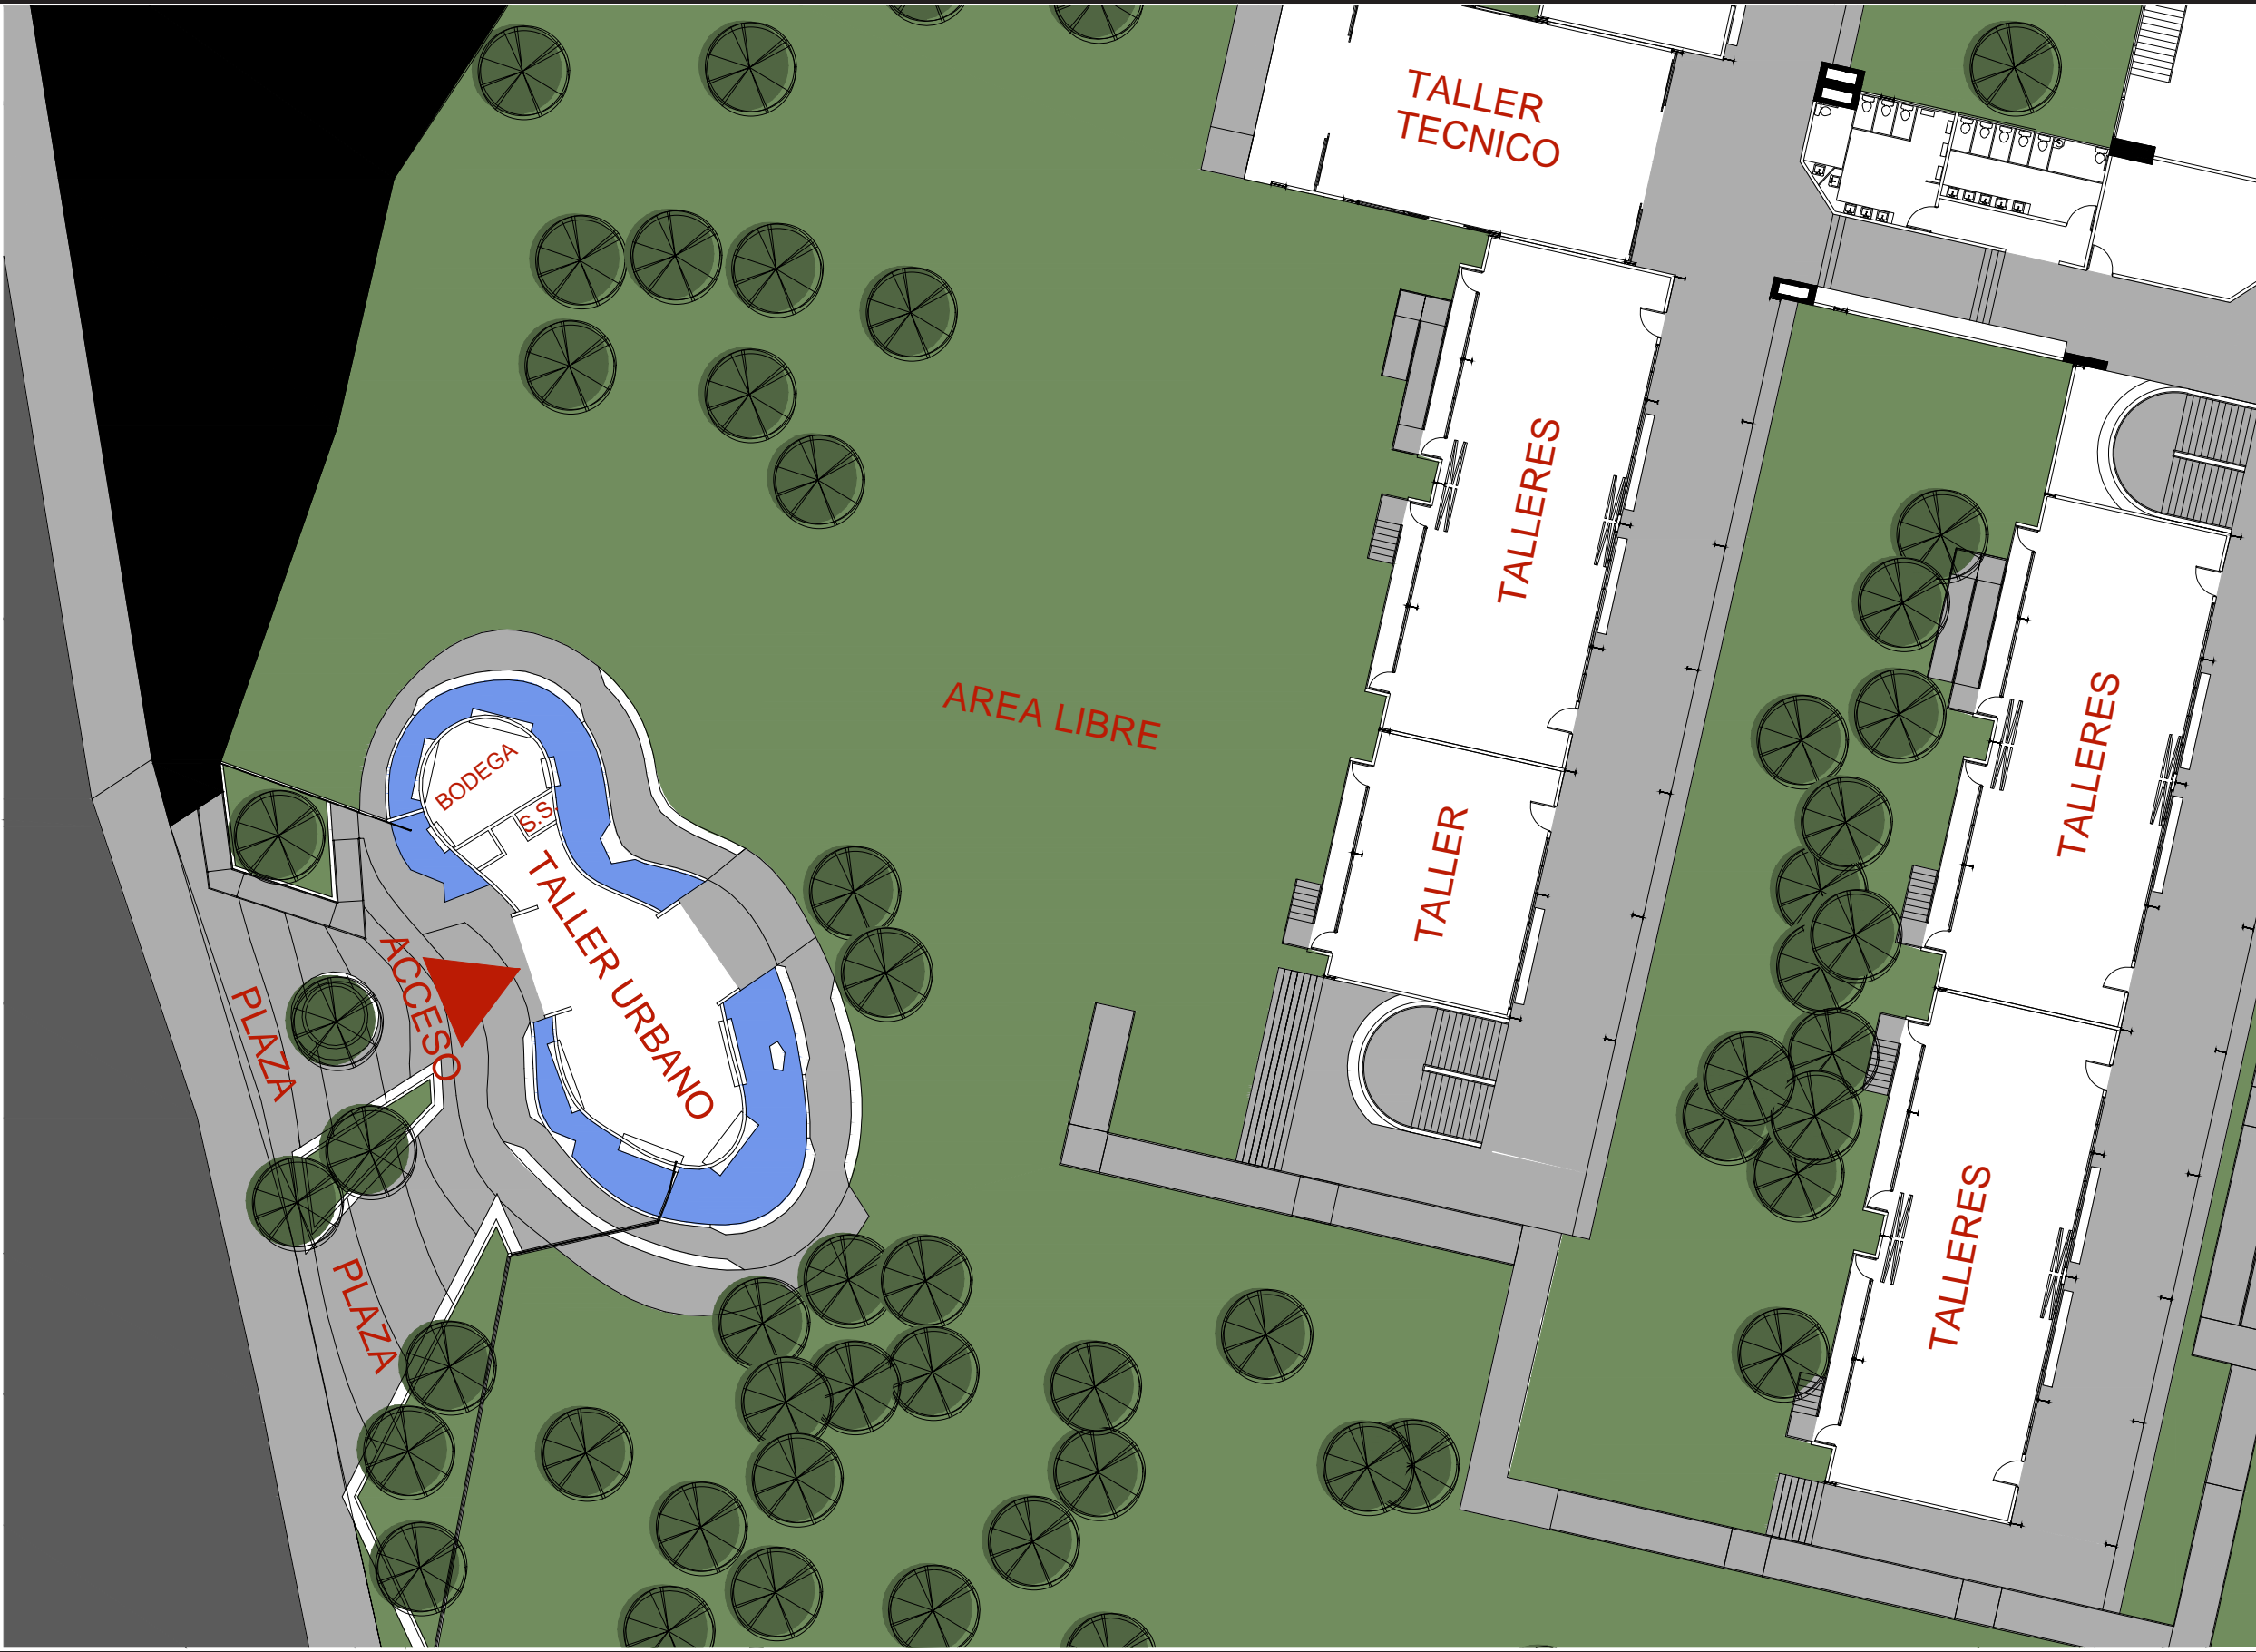 TALLER
TECNICO
TALLERES
AREA LIBRE
BODEGA
S.S.
TALLER URBANO
TALLER
TALLERES
ACCESO
PLAZA
PLAZA
TALLERES